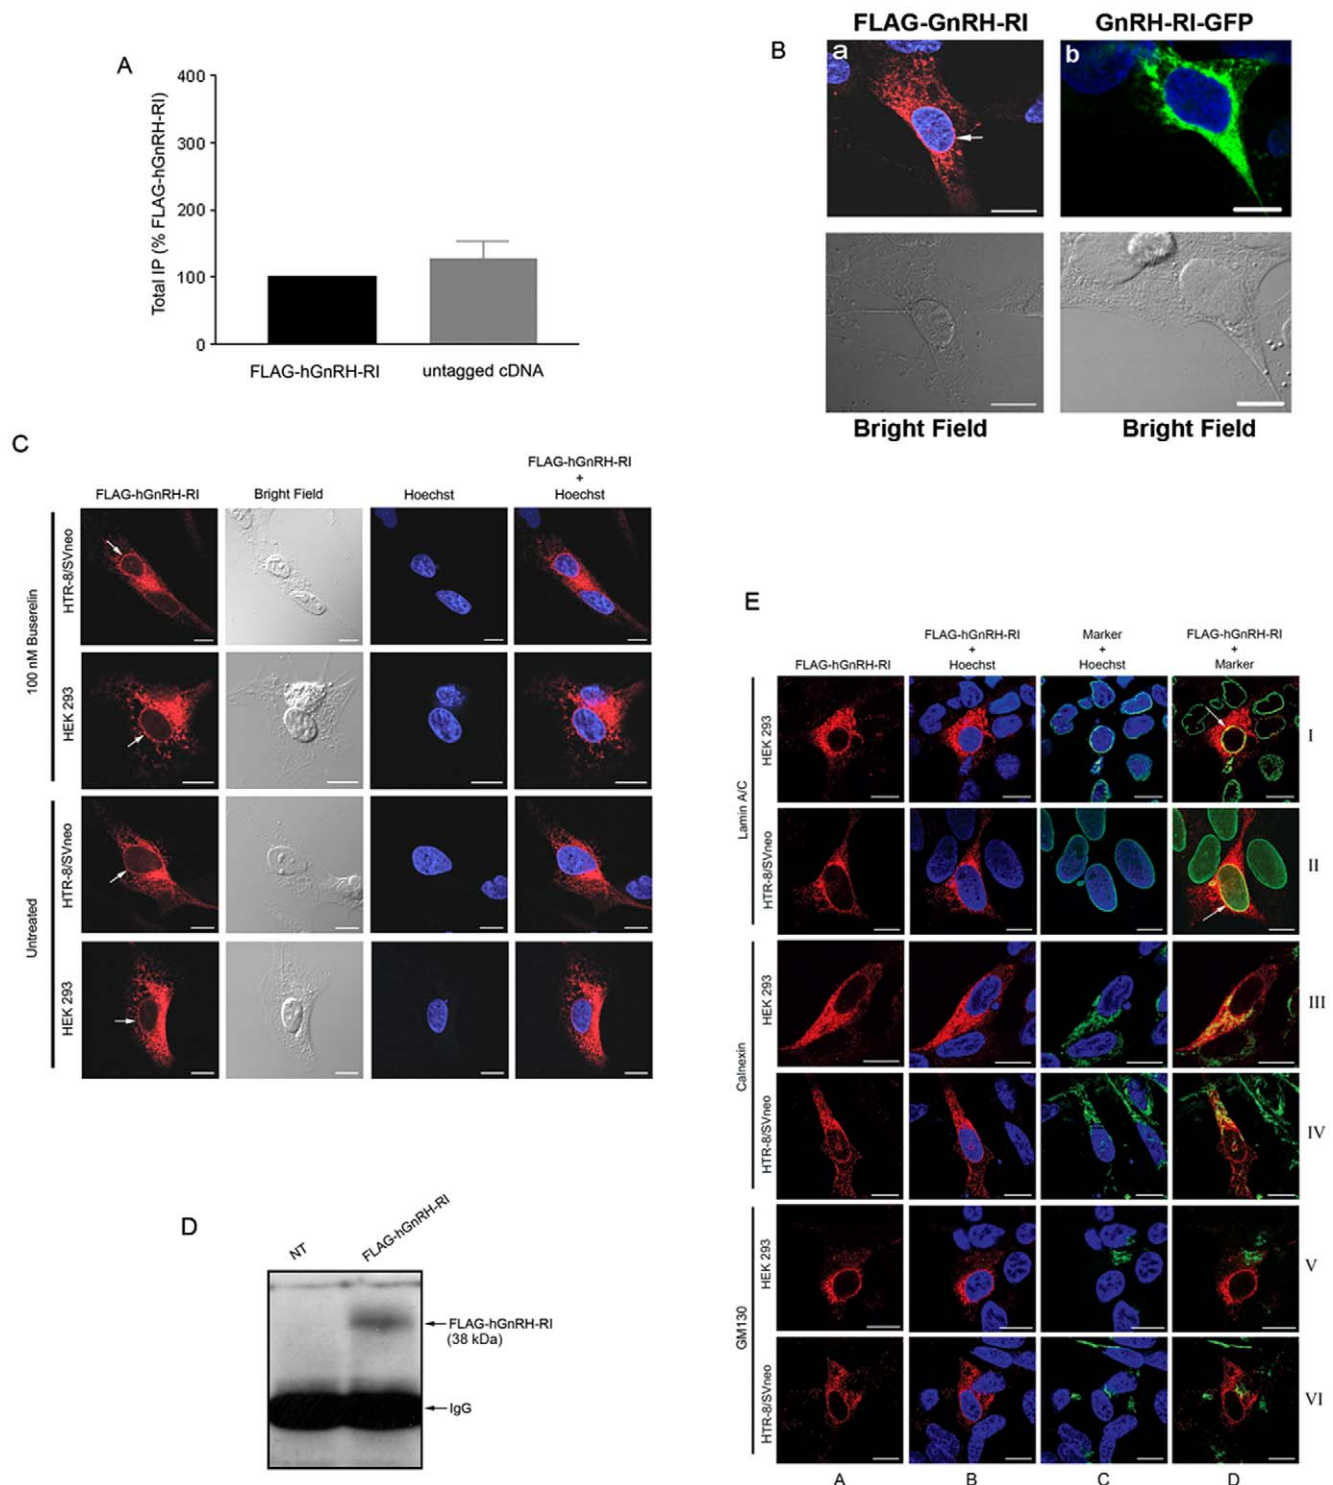 A
400
300
200
100
0
Total IP (% FLAG-hGnRH-RI)
FLAG-hGnRH-RI
untagged cDNA
B
FLAG-GnRH-RI
GnRH-RI-GFP
a
b
Bright Field
Bright Field
C
FLAG-hGnRH-RI
Bright Field
Hoechst
FLAG-hGnRH-RI
+
Hoechst
100 nM Buserelin
HTR-8/SVneo
HEK 293
Untreated
HTR-8/SVneo
HEK 293
D
NT
FLAG-hGnRH-RI
FLAG-hGnRH-RI
(38 kDa)
IgG
E
FLAG-hGnRH-RI
FLAG-hGnRH-RI
+
Hoechst
Marker
+
Hoechst
FLAG-hGnRH-RI
+
Marker
Lamin A/C
HEK 293
I
HTR-8/SVneo
II
Calnexin
HEK 293
III
HTR-8/SVneo
IV
GM130
HEK 293
V
HTR-8/SVneo
VI
A
B
C
D